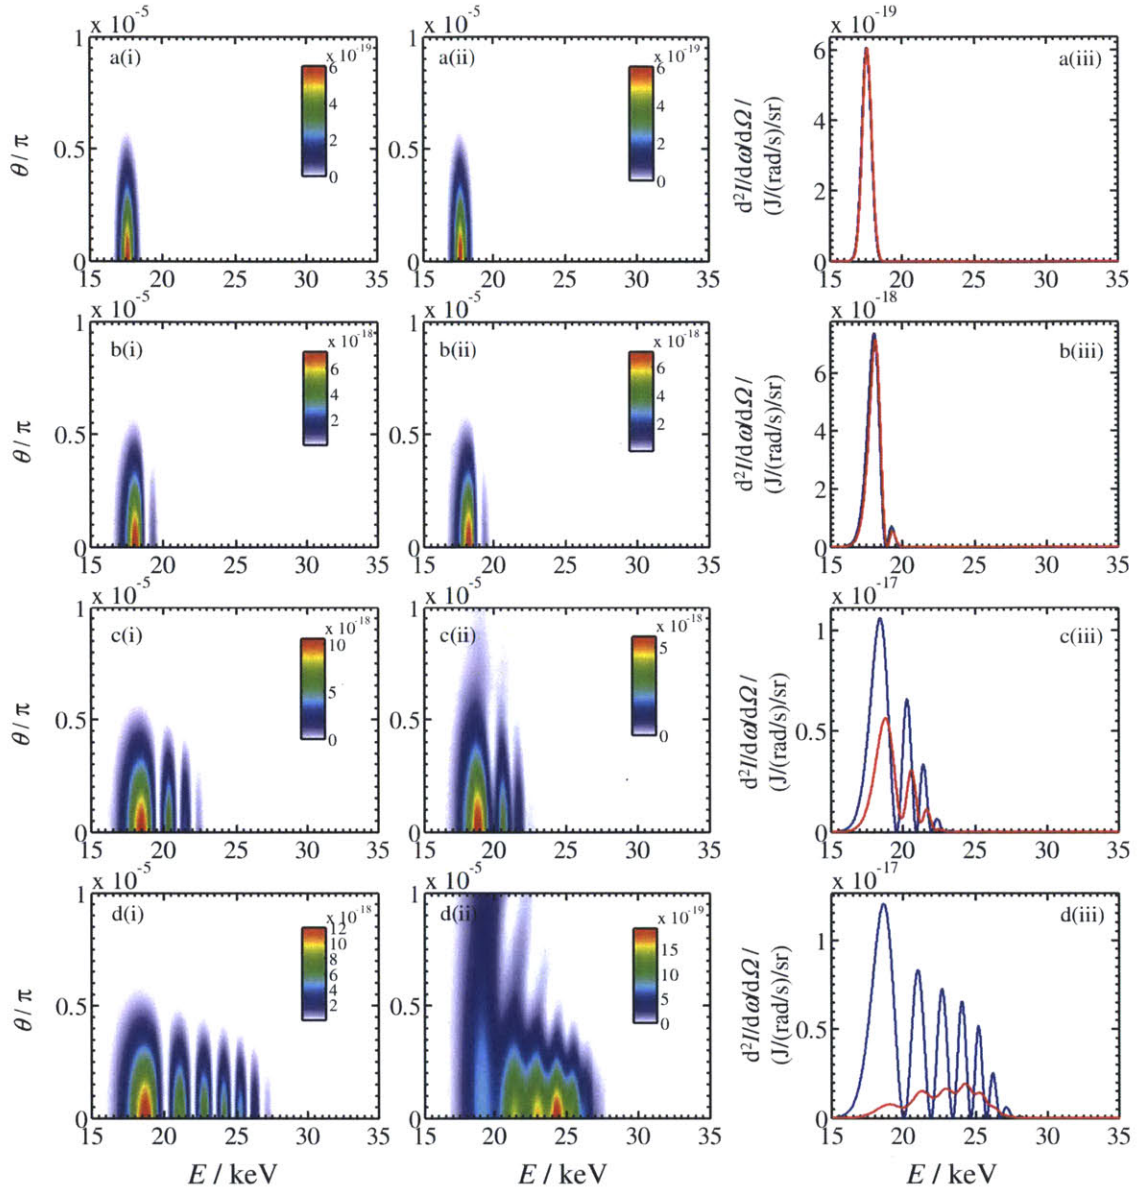 x 10⁻⁵ x 10⁻⁵ x 10⁻¹⁹
a(i) x 10⁻¹⁹ a(ii) x 10⁻¹⁹ a(iii)
1 1 6
6 4 2 0 6 4 2 0
θ / π 0.5 0.5 d²I/dω/dΩ / (J/(rad/s)/sr) 4 2
0 0 0
15 20 25 30 35 15 20 25 30 35 15 20 25 30 35
x 10⁻⁵ x 10⁻⁵ x 10⁻¹⁸
b(i) x 10⁻¹⁸ b(ii) x 10⁻¹⁸ b(iii)
1 1 6
6 4 2 6 4 2
θ / π 0.5 0.5 d²I/dω/dΩ / (J/(rad/s)/sr) 4 2
0 0 0
15 20 25 30 35 15 20 25 30 35 15 20 25 30 35
x 10⁻⁵ x 10⁻⁵ x 10⁻¹⁷
c(i) x 10⁻¹⁸ c(ii) x 10⁻¹⁸ c(iii)
1 1 1
10 5 0 5 0
θ / π 0.5 0.5 d²I/dω/dΩ / (J/(rad/s)/sr) 0.5
0 0 0
15 20 25 30 35 15 20 25 30 35 15 20 25 30 35
x 10⁻⁵ x 10⁻⁵ x 10⁻¹⁷
d(i) x 10⁻¹⁸ d(ii) x 10⁻¹⁹ d(iii)
1 1 1
12 10 8 6 4 2 15 10 5 0
θ / π 0.5 0.5 d²I/dω/dΩ / (J/(rad/s)/sr) 0.5
0 0 0
15 20 25 30 35 15 20 25 30 35 15 20 25 30 35
E / keV E / keV E / keV